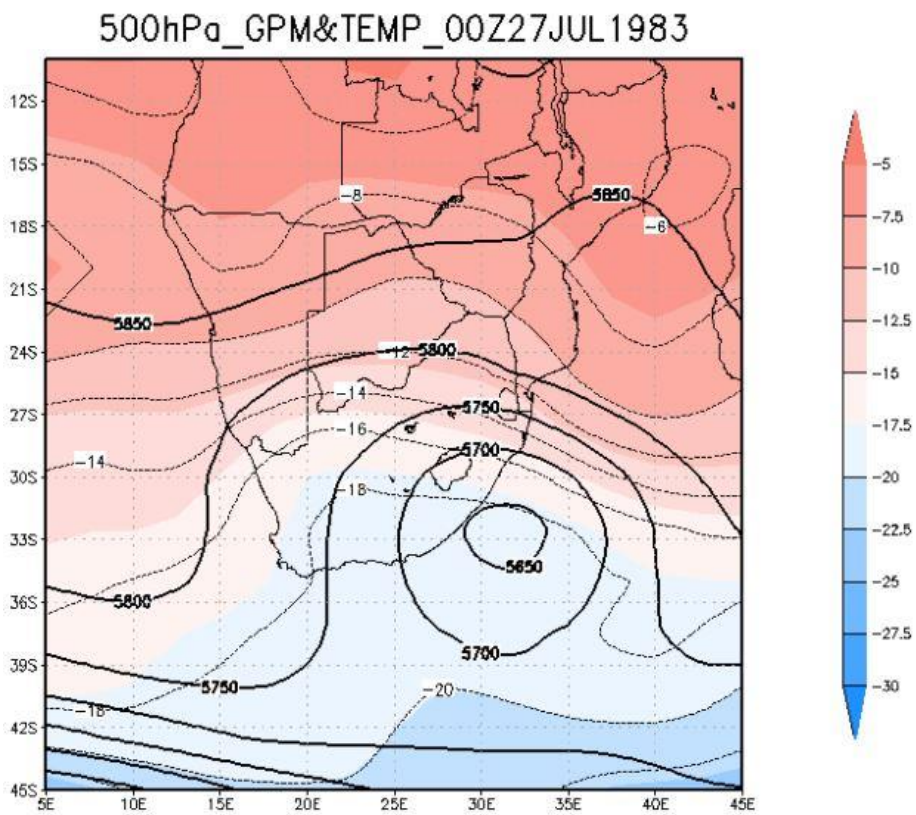 500hPa_GPM&TEMP_00Z27JUL1983
12S
15S
18S
21S
24S
27S
30S
33S
36S
39S
42S
45S
-8
5850
-6
5850
-12
5800
-14
5750
-16
5700
-14
-18
5650
5800
5700
5750
-20
-18
5E
10E
15E
20E
25E
30E
35E
40E
45E
-5
-7.5
-10
-12.5
-15
-17.5
-20
-22.5
-25
-27.5
-30